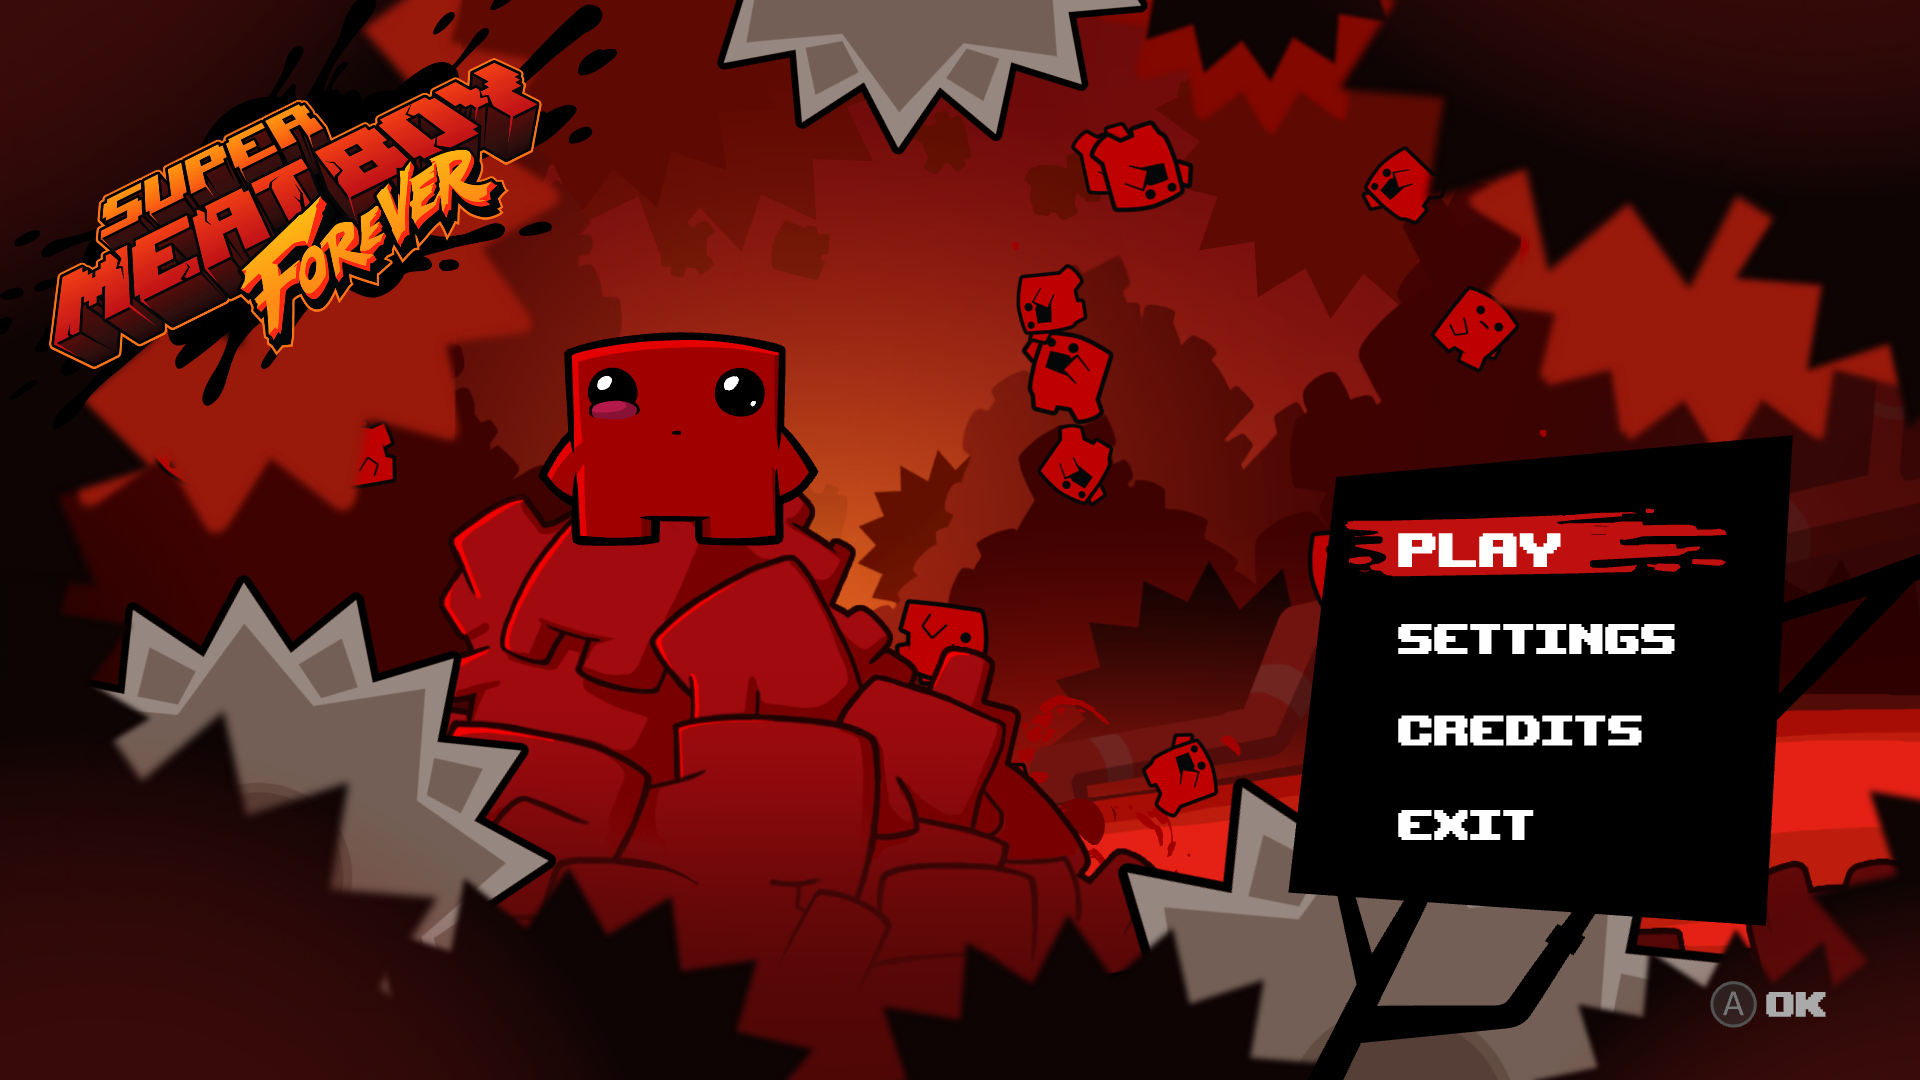 SUPER
MEAT BOY
FOREVER
PLAY
SETTINGS
CREDITS
EXIT
A OK